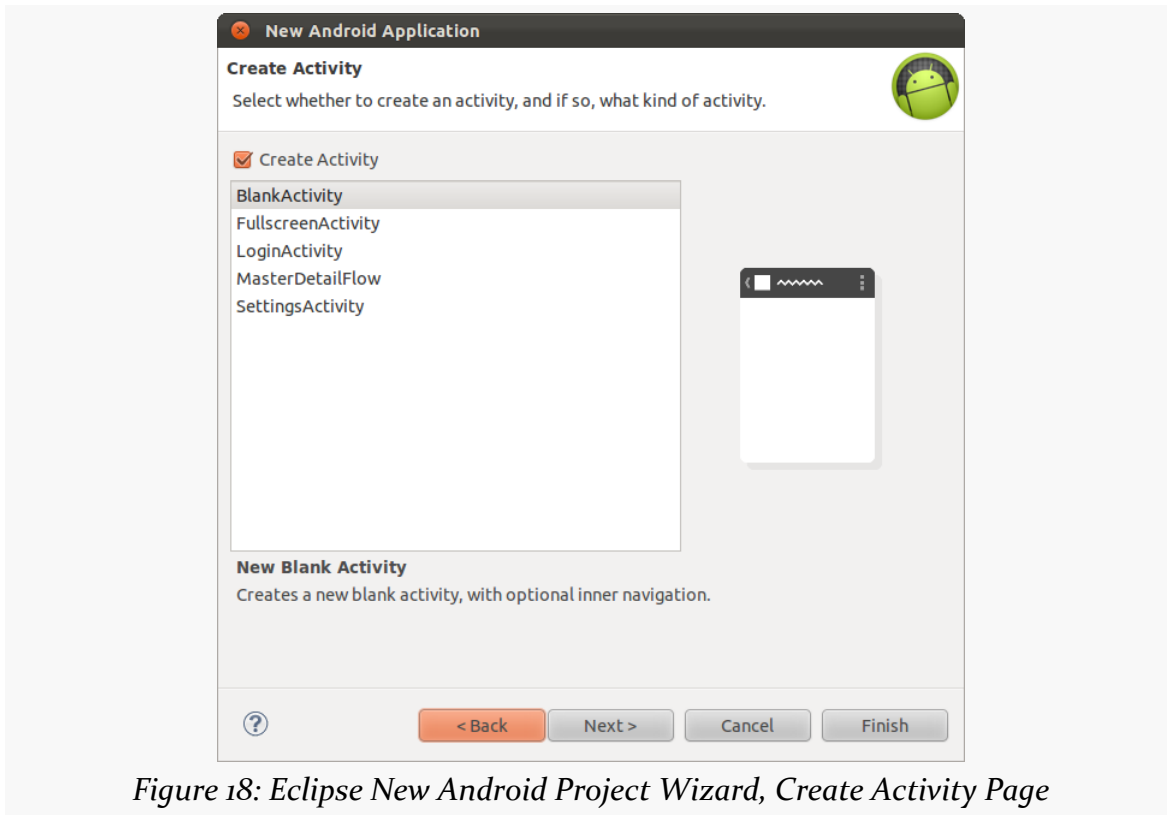 New Android Application
Create Activity
Select whether to create an activity, and if so, what kind of activity.
Create Activity
BlankActivity
FullscreenActivity
LoginActivity
MasterDetailFlow
SettingsActivity
New Blank Activity
Creates a new blank activity, with optional inner navigation.
? < Back Next > Cancel Finish
Figure 18: Eclipse New Android Project Wizard, Create Activity Page